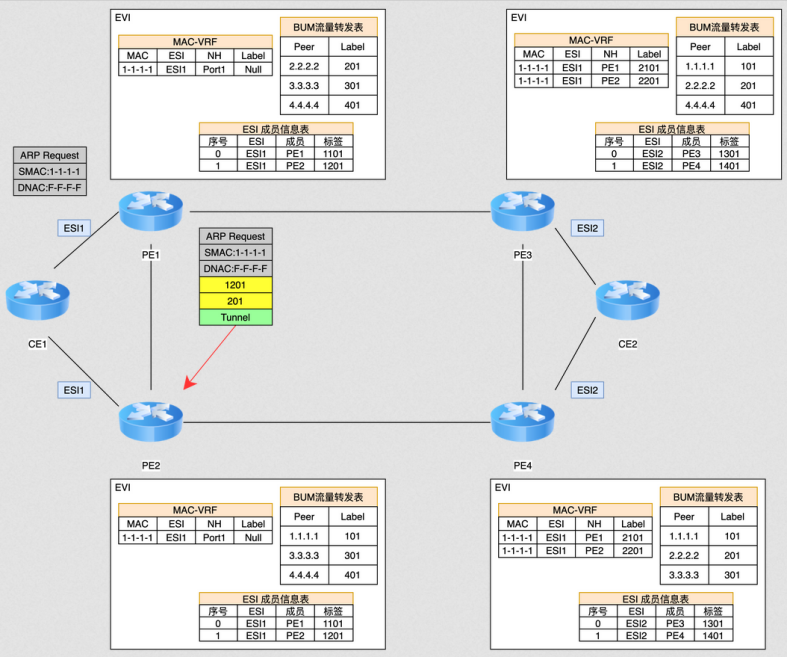 EVI
BUM流量转发表
Peer Label
2.2.2.2 201
3.3.3.3 301
4.4.4.4 401
MAC-VRF
MAC ESI NH Label
1-1-1-1 ESI1 Port1 Null
ESI 成员信息表
序号 ESI 成员 标签
0 ESI1 PE1 1101
1 ESI1 PE2 1201
EVI
BUM流量转发表
Peer Label
1.1.1.1 101
2.2.2.2 201
4.4.4.4 401
MAC-VRF
MAC ESI NH Label
1-1-1-1 ESI1 PE1 2101
1-1-1-1 ESI1 PE2 2201
ESI 成员信息表
序号 ESI 成员 标签
0 ESI2 PE3 1301
1 ESI2 PE4 1401
ARP Request
SMAC:1-1-1-1
DNAC:F-F-F-F
ESI1
PE1
ARP Request
SMAC:1-1-1-1
DNAC:F-F-F-F
1201
201
Tunnel
PE3
ESI2
CE1
CE2
ESI1
PE2
PE4
ESI2
EVI
BUM流量转发表
Peer Label
1.1.1.1 101
3.3.3.3 301
4.4.4.4 401
MAC-VRF
MAC ESI NH Label
1-1-1-1 ESI1 Port1 Null
ESI 成员信息表
序号 ESI 成员 标签
0 ESI1 PE1 1101
1 ESI1 PE2 1201
EVI
BUM流量转发表
Peer Label
1.1.1.1 101
2.2.2.2 201
3.3.3.3 301
MAC-VRF
MAC ESI NH Label
1-1-1-1 ESI1 PE1 2101
1-1-1-1 ESI1 PE2 2201
ESI 成员信息表
序号 ESI 成员 标签
0 ESI2 PE3 1301
1 ESI2 PE4 1401